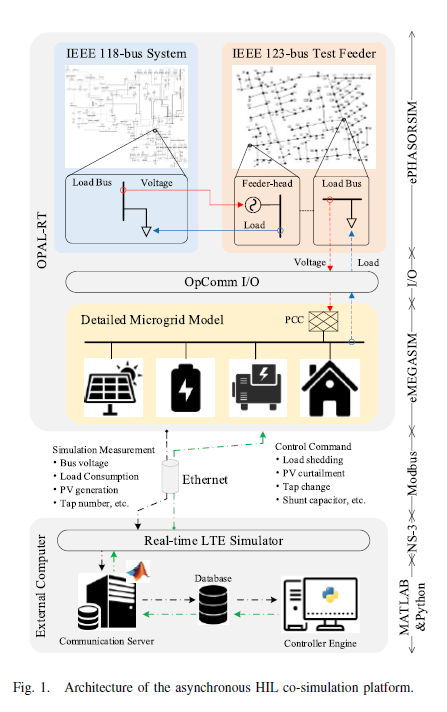 IEEE 118-bus System
IEEE 123-bus Test Feeder
Load Bus
Voltage
Feeder-head
Load
Load Bus
Voltage
Load
OpComm I/O
Detailed Microgrid Model
PCC
OPAL-RT
ePHASORSIM
I/O
eMEGASIM
Simulation Measurement
• Bus voltage
• Load Consumption
• PV generation
• Tap number, etc.
Ethernet
Control Command
• Load shedding
• PV curtailment
• Tap change
• Shunt capacitor, etc.
Modbus
Real-time LTE Simulator
NS-3
External Computer
Database
Communication Server
Controller Engine
MATLAB
&Python
Fig. 1. Architecture of the asynchronous HIL co-simulation platform.